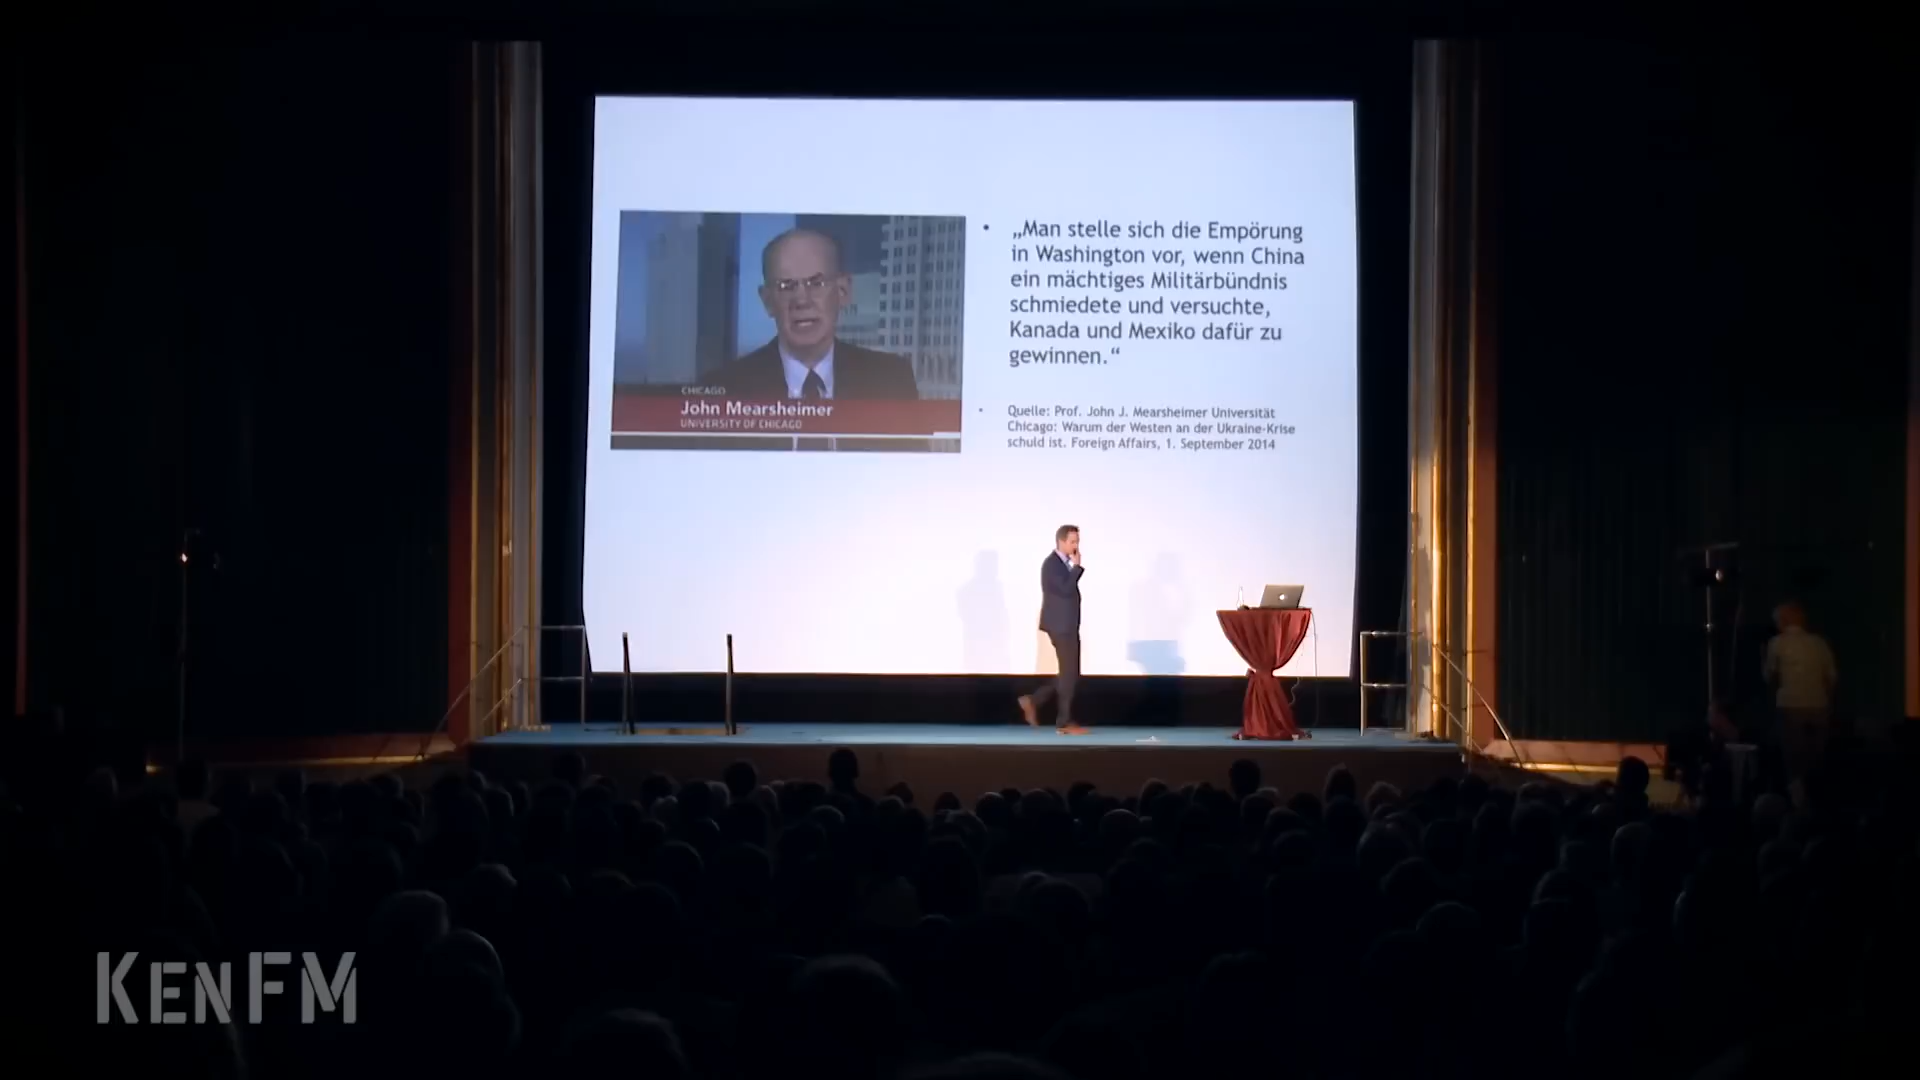 „Man stelle sich die Empörung
in Washington vor, wenn China
ein mächtiges Militärbündnis
schmiedete und versuchte,
Kanada und Mexiko dafür zu
gewinnen.“
CHICAGO
John Mearsheimer
UNIVERSITY OF CHICAGO
Quelle: Prof. John J. Mearsheimer Universität
Chicago: Warum der Westen an der Ukraine-Krise
schuld ist. Foreign Affairs, 1. September 2014
KENFM